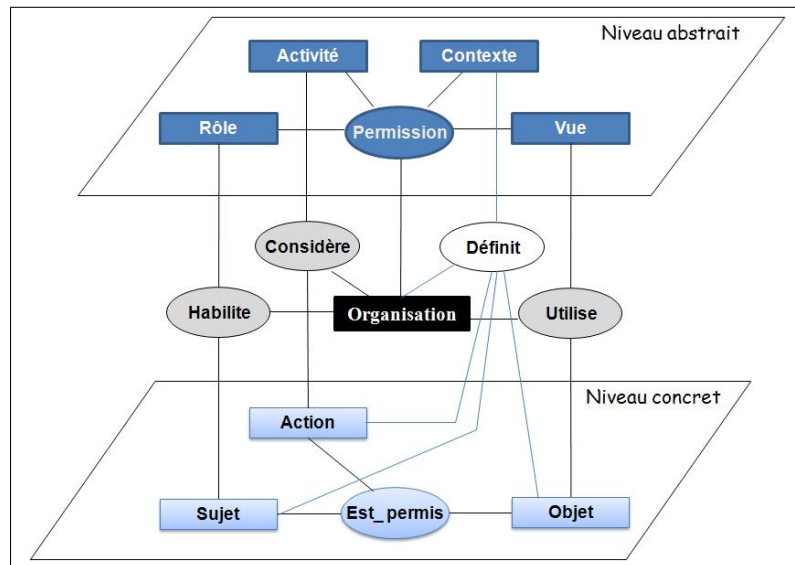 Niveau abstrait
Activité
Contexte
Rôle
Permission
Vue
Considère
Définit
Habilite
Organisation
Utilise
Niveau concret
Action
Sujet
Est_permis
Objet